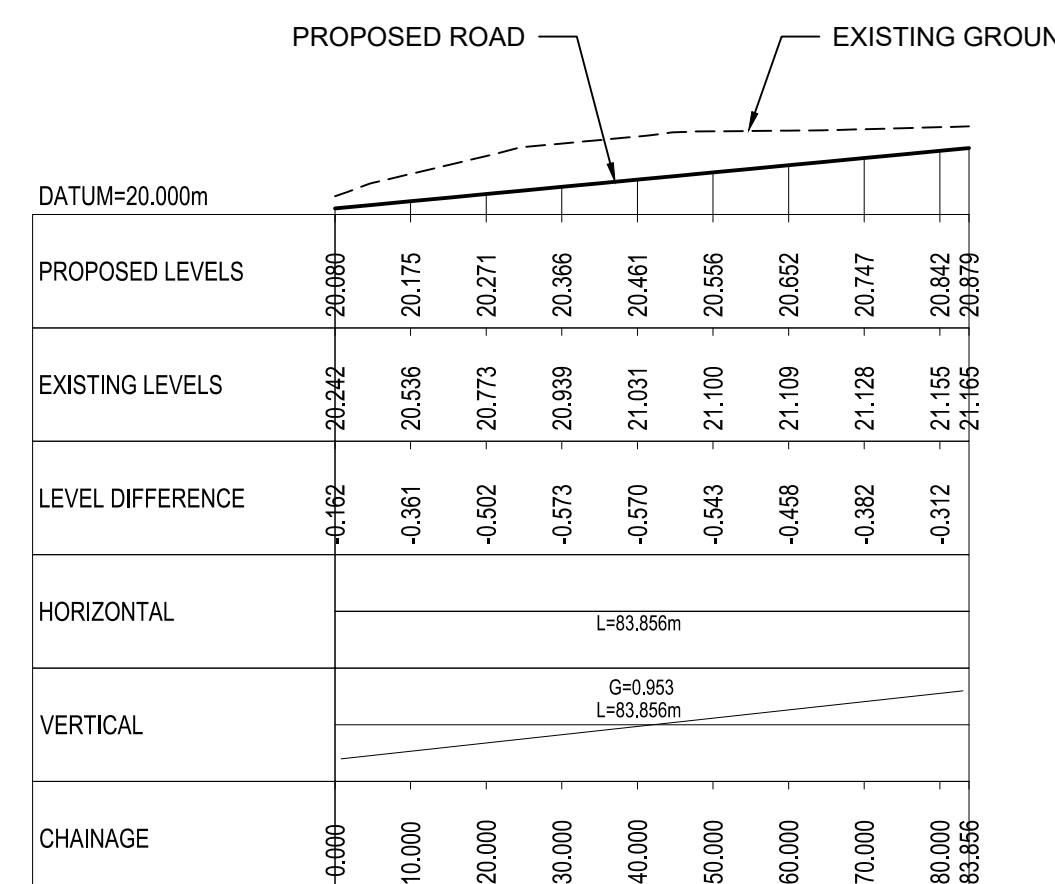 PROPOSED ROAD
EXISTING GROUN
DATUM=20.000m
PROPOSED LEVELS 20.080 20.175 20.271 20.366 20.461 20.556 20.652 20.747 20.842 20.879
EXISTING LEVELS 20.242 20.536 20.773 20.939 21.031 21.100 21.109 21.128 21.155 21.165
LEVEL DIFFERENCE -0.162 -0.361 -0.502 -0.573 -0.570 -0.543 -0.458 -0.382 -0.312
HORIZONTAL
L=83.856m
G=0.953
L=83.856m
VERTICAL
CHAINAGE 0.000 10.000 20.000 30.000 40.000 50.000 60.000 70.000 80.000 83.856